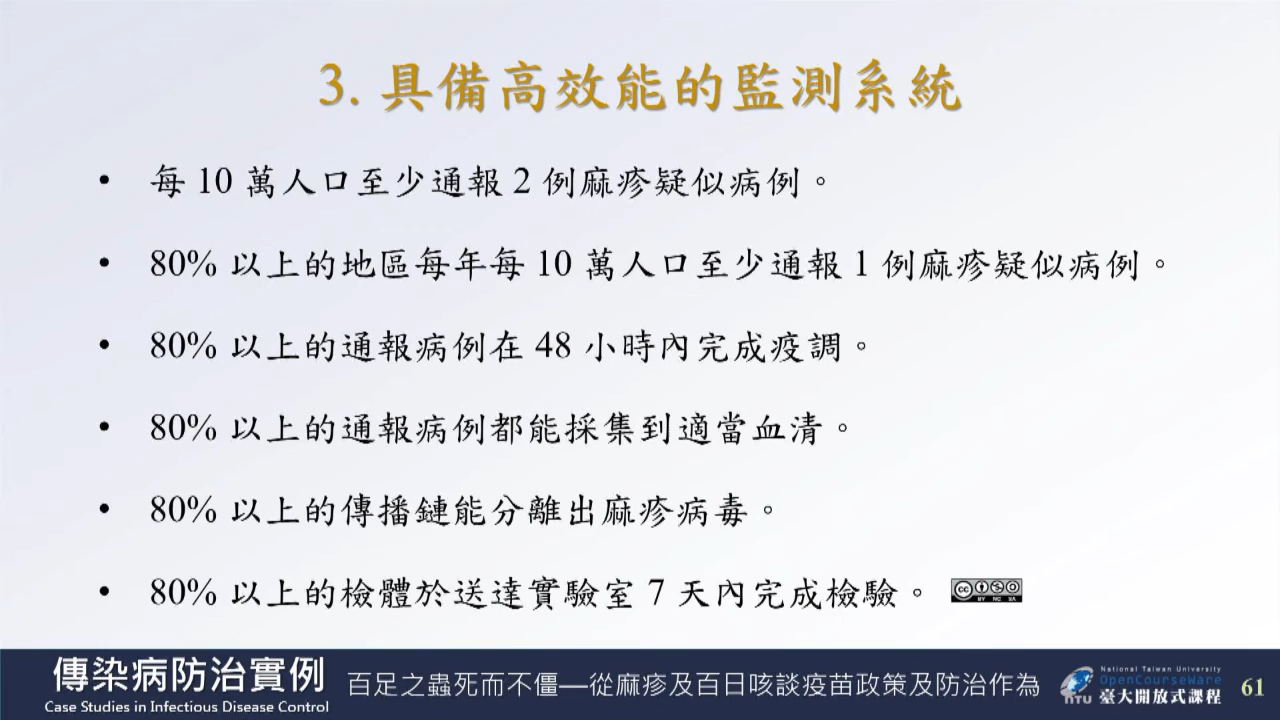 3. 具備高效能的監測系統
• 每 10 萬人口至少通報 2 例麻疹疑似病例。
• 80% 以上的地區每年每 10 萬人口至少通報 1 例麻疹疑似病例。
• 80% 以上的通報病例在 48 小時內完成疫調。
• 80% 以上的通報病例都能採集到適當血清。
• 80% 以上的傳播鏈能分離出麻疹病毒。
• 80% 以上的檢體於送達實驗室 7 天內完成檢驗。
cc BY NC SA
傳染病防治實例
Case Studies in Infectious Disease Control
百足之蟲死而不僵—從麻疹及百日咳談疫苗政策及防治作為
NTU
National Taiwan University
OpenCourseWare
臺大開放式課程
61